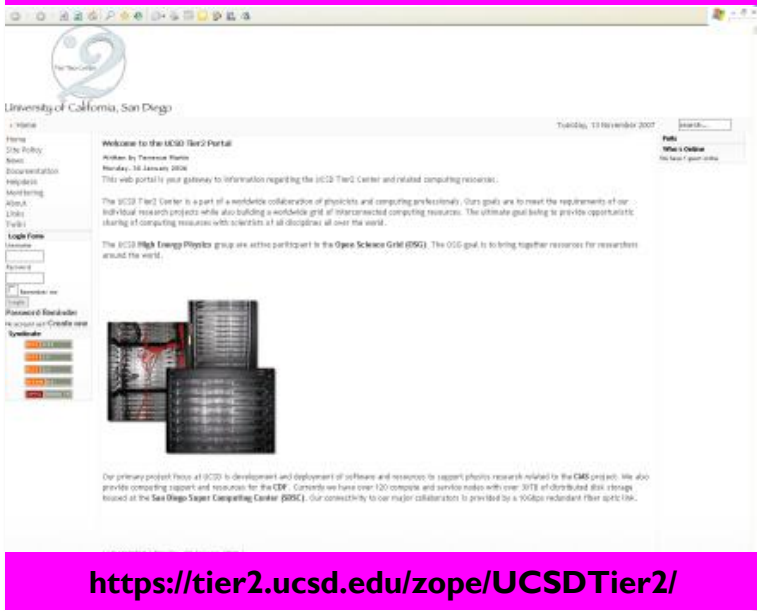 University of California, San Diego
Home
Tuesday, 13 November 2007
search...
Home
Site Policy
News
Documentation
Helpdesk
Monitoring
About
Links
Twiki
Login Form
Username
Password
Remember me
Login
Password Reminder
No account yet? Create one
Syndicate
Welcome to the UCSD Tier2 Portal
Written by Terrence Martin
Monday, 30 January 2006
This web portal is your gateway to information regarding the UCSD Tier2 Center and related computing resources.
The UCSD Tier2 Center is a part of a worldwide collaboration of physicists and computing professionals. Ours goals are to meet the requirements of our
individual research projects while also building a worldwide grid of interconnected computing resources. The ultimate goal being to provide opportunistic
sharing of computing resources with scientists of all disciplines all over the world.
The UCSD High Energy Physics group are active participant in the Open Science Grid (OSG). The OSG goal is to bring together resources for researchers
around the world.
Our primary project focus at UCSD is development and deployment of software and resources to support physics research related to the CMS project. We also
provide computing support and resources for the CDF. Currently we have over 120 compute and service nodes with over 30TB of distributed disk storage
housed at the San Diego Super Computing Center (SDSC). Our connectivity to our major collaborators is provided by a 10Gbps redundant fiber optic link.
Polls
Who's Online
We have 1 guest online
https://tier2.ucsd.edu/zope/UCSDTier2/